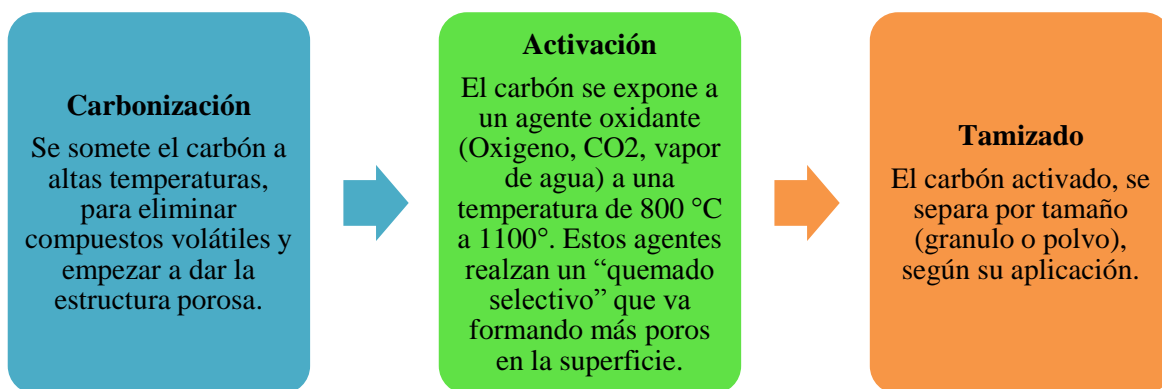 Carbonización
Se somete el carbón a
altas temperaturas,
para eliminar
compuestos volátiles y
empezar a dar la
estructura porosa.
Activación
El carbón se expone a
un agente oxidante
(Oxigeno, CO2, vapor
de agua) a una
temperatura de 800 °C
a 1100°. Estos agentes
realzan un “quemado
selectivo” que va
formando más poros
en la superficie.
Tamizado
El carbón activado, se
separa por tamaño
(granulo o polvo),
según su aplicación.